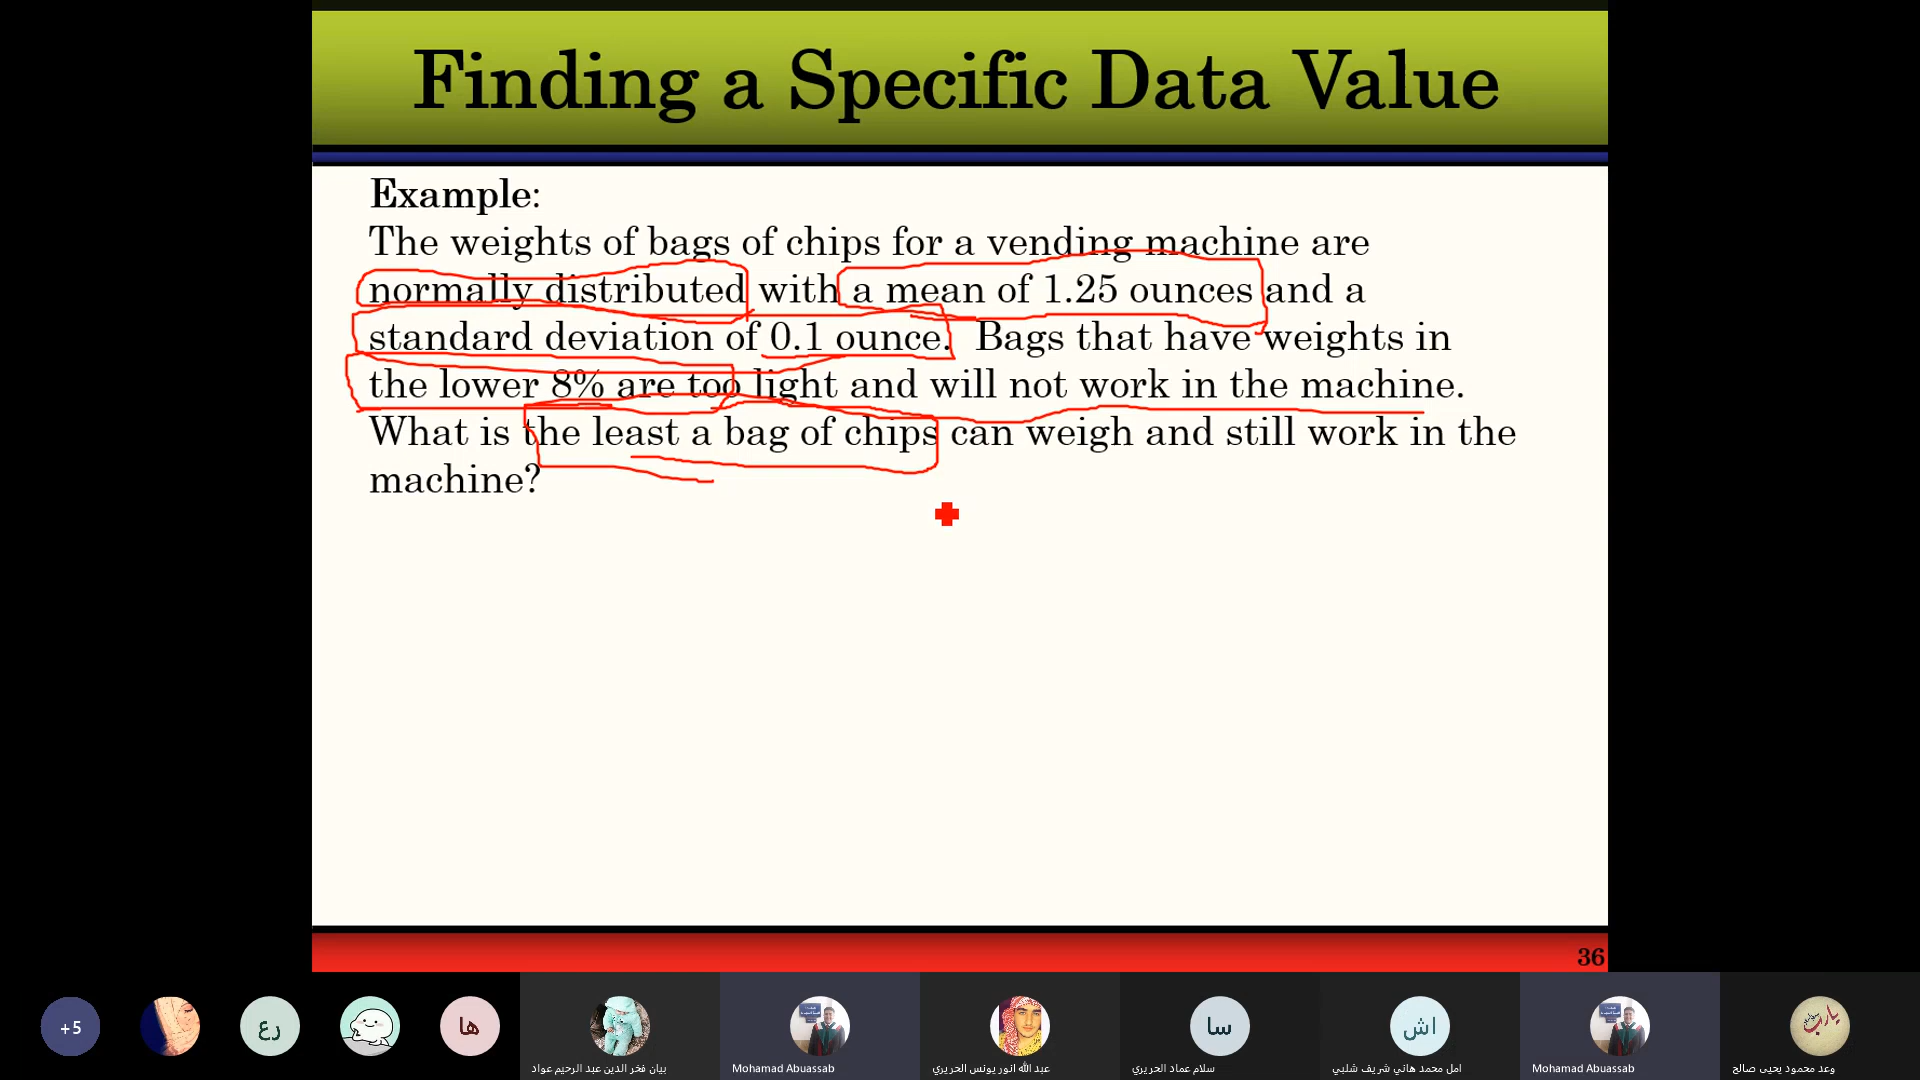 Finding a Specific Data Value
Example:
The weights of bags of chips for a vending machine are
normally distributed with a mean of 1.25 ounces and a
standard deviation of 0.1 ounce. Bags that have weights in
the lower 8% are too light and will not work in the machine.
What is the least a bag of chips can weigh and still work in the
machine?
36
+5
رع
ها
سا
اش
يارب
بيان فخر الدين عبد الرحيم عواد
Mohamad Abuassab
عبد الله انور يونس الحريري
سلام عماد الحريري
امل محمد هاني شريف شلبي
Mohamad Abuassab
وعد محمود يحيى صالح